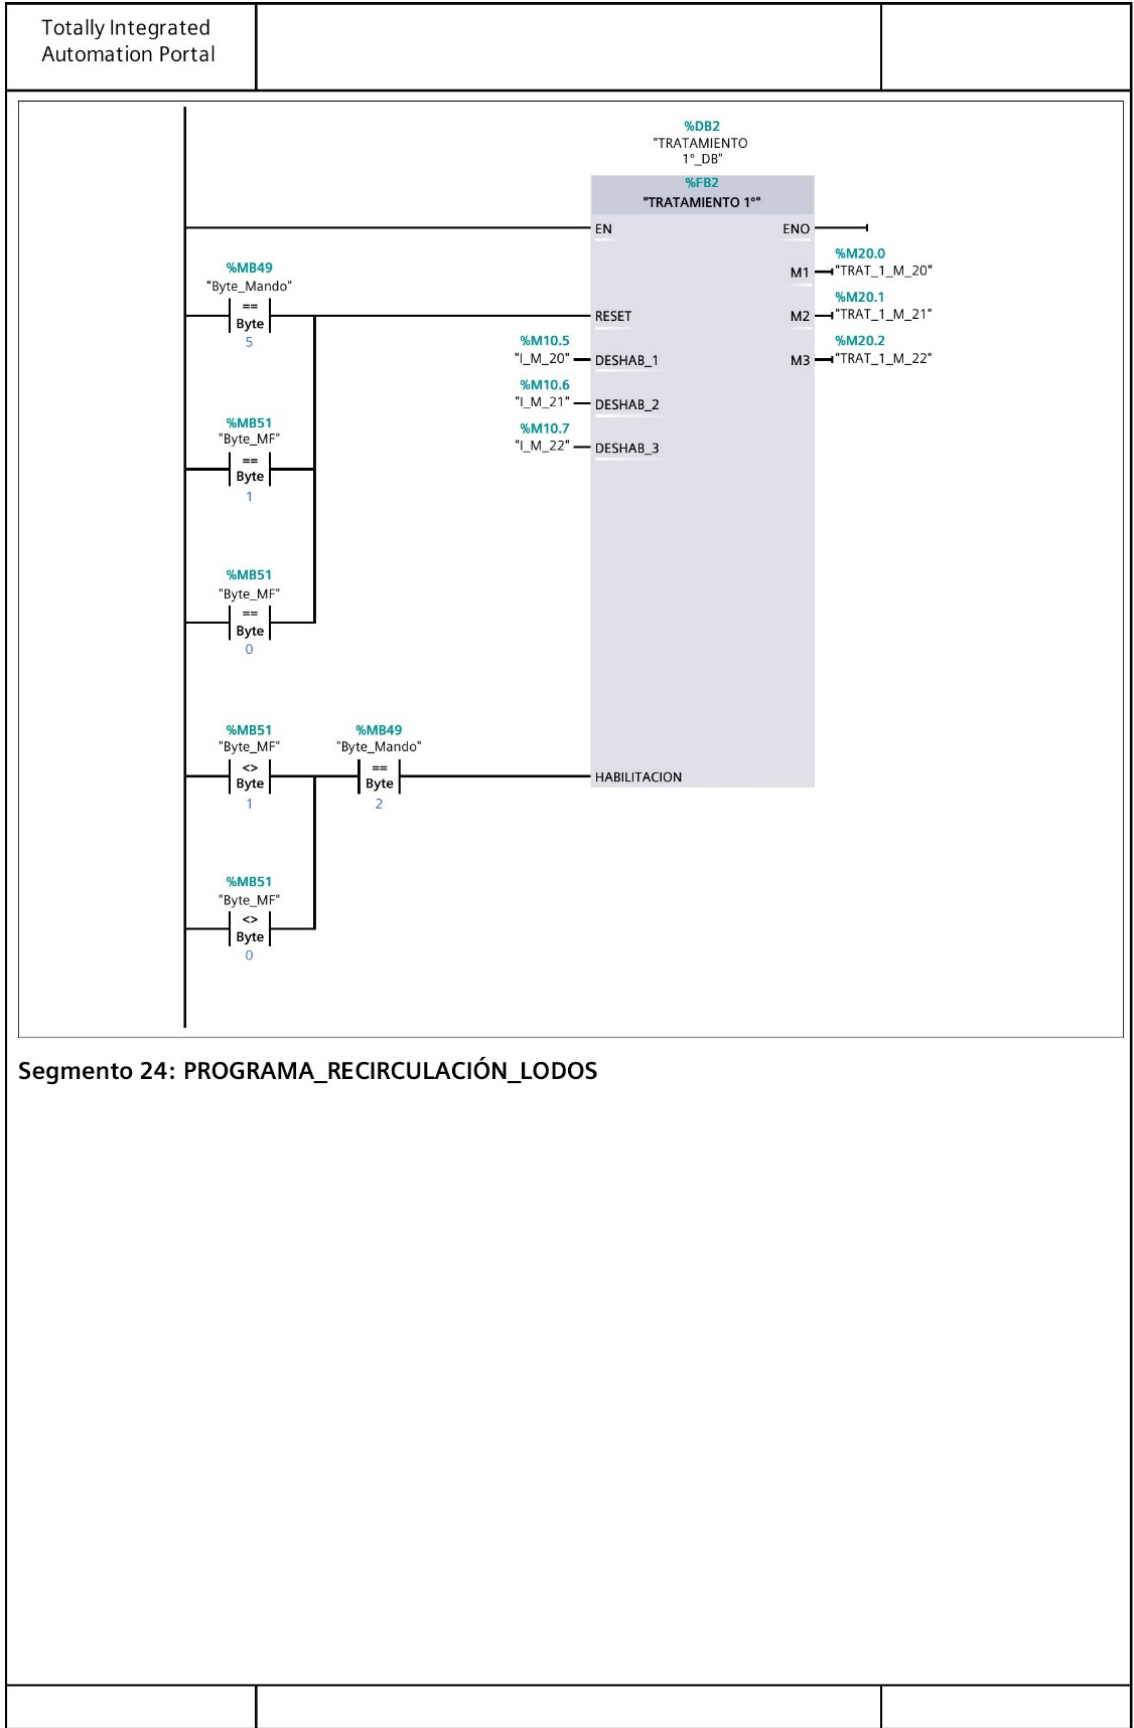 Totally Integrated
Automation Portal
%DB2
"TRATAMIENTO
1°_DB"
%FB2
"TRATAMIENTO 1°"
EN
ENO
%M20.0
M1
"TRAT_1_M_20"
%MB49
"Byte_Mando"
==
Byte
5
RESET
%M20.1
M2
"TRAT_1_M_21"
%M10.5
"I_M_20"
DESHAB_1
%M20.2
M3
"TRAT_1_M_22"
%M10.6
"I_M_21"
DESHAB_2
%M10.7
"I_M_22"
DESHAB_3
%MB51
"Byte_MF"
==
Byte
1
%MB51
"Byte_MF"
==
Byte
0
%MB51
"Byte_MF"
<>
Byte
1
%MB49
"Byte_Mando"
==
Byte
2
HABILITACION
%MB51
"Byte_MF"
<>
Byte
0
Segmento 24: PROGRAMA_RECIRCULACIÓN_LODOS